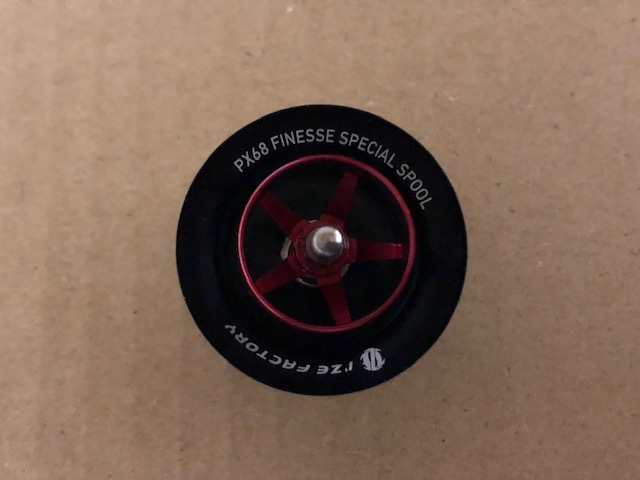 PX68 FINESSE SPECIAL SPOOL
I'ZE FACTORY